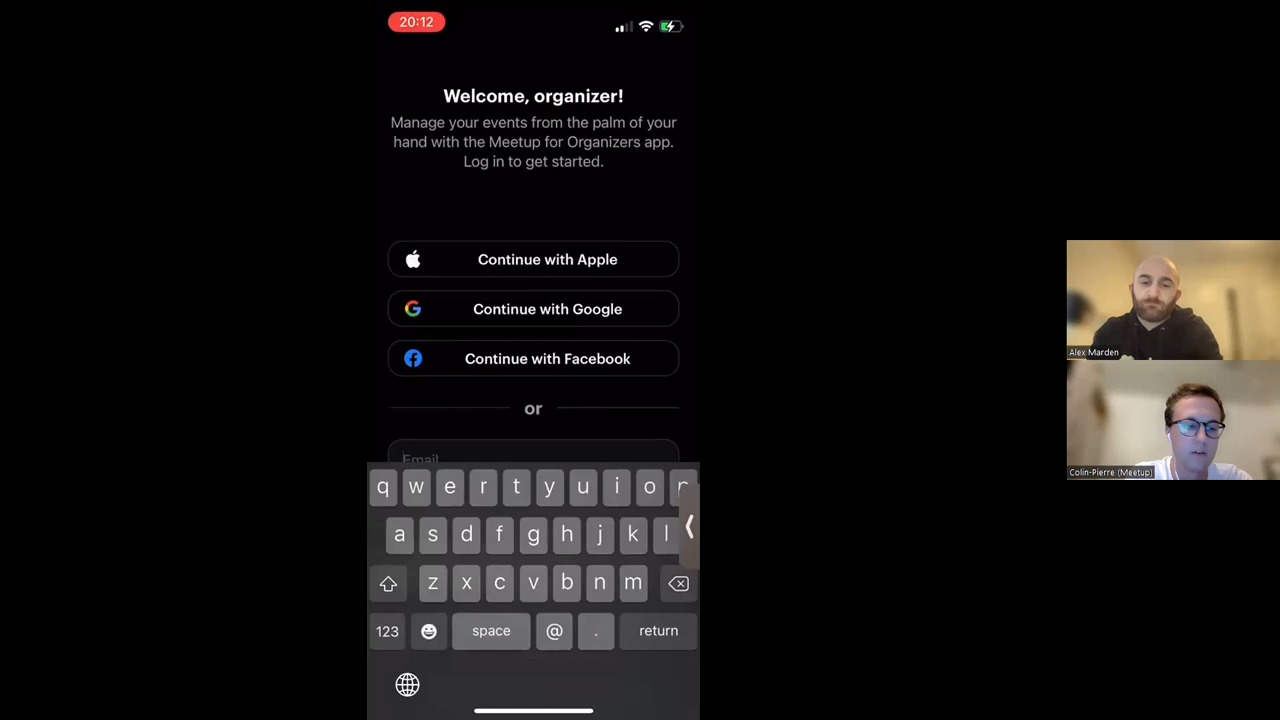 20:12
Welcome, organizer!
Manage your events from the palm of your
hand with the Meetup for Organizers app.
Log in to get started.
Continue with Apple
Continue with Google
Continue with Facebook
or
Email
q w e r t y u i o p
a s d f g h j k l
z x c v b n m
123 space @ . return
Alex Marden
Colin-Pierre (Meetup)